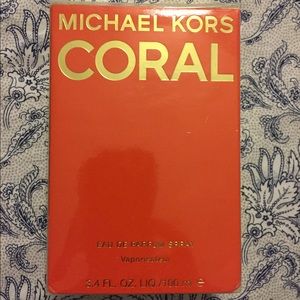 MICHAEL KORS
CORAL
EAU DE PARFUM SPRAY
Vaporisateur
3.4 FL. OZ. LIQ /100 ml e